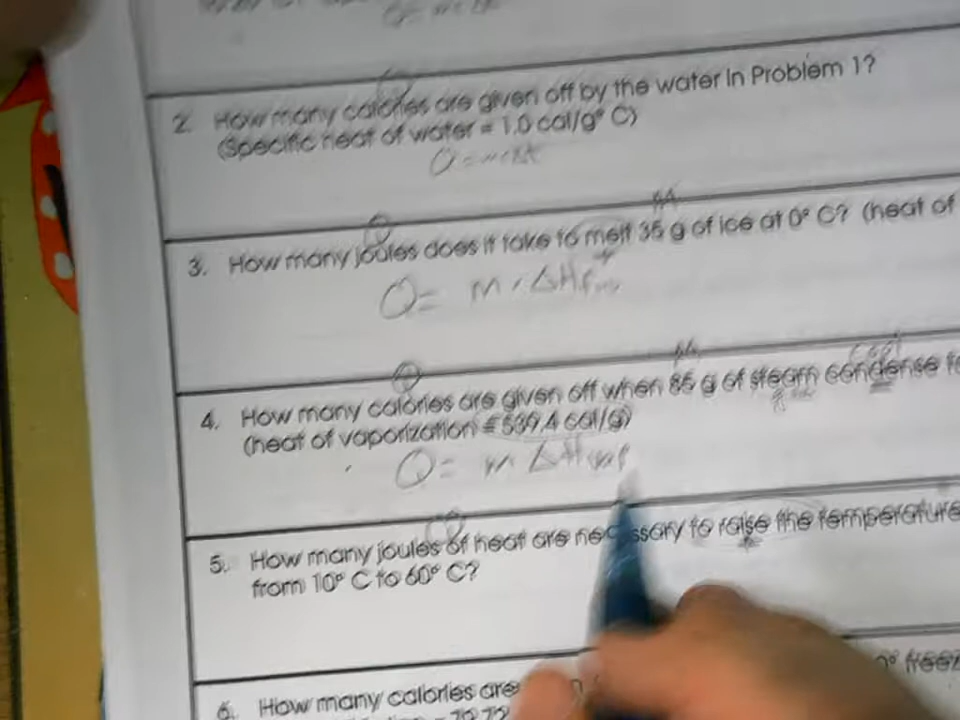 2. How many calories are given off by the water in Problem 1?
(Specific heat of water = 1.0 cal/g° C)
Q = mcΔt
3. How many joules does it take to melt 35 g of ice at 0° C? (heat of
Q = m · ΔHf
4. How many calories are given off when 85 g of steam condense to
(heat of vaporization = 539.4 cal/g)
Q = m ΔHvap
5. How many joules of heat are necessary to raise the temperature
from 10° C to 60° C?
6. How many calories are